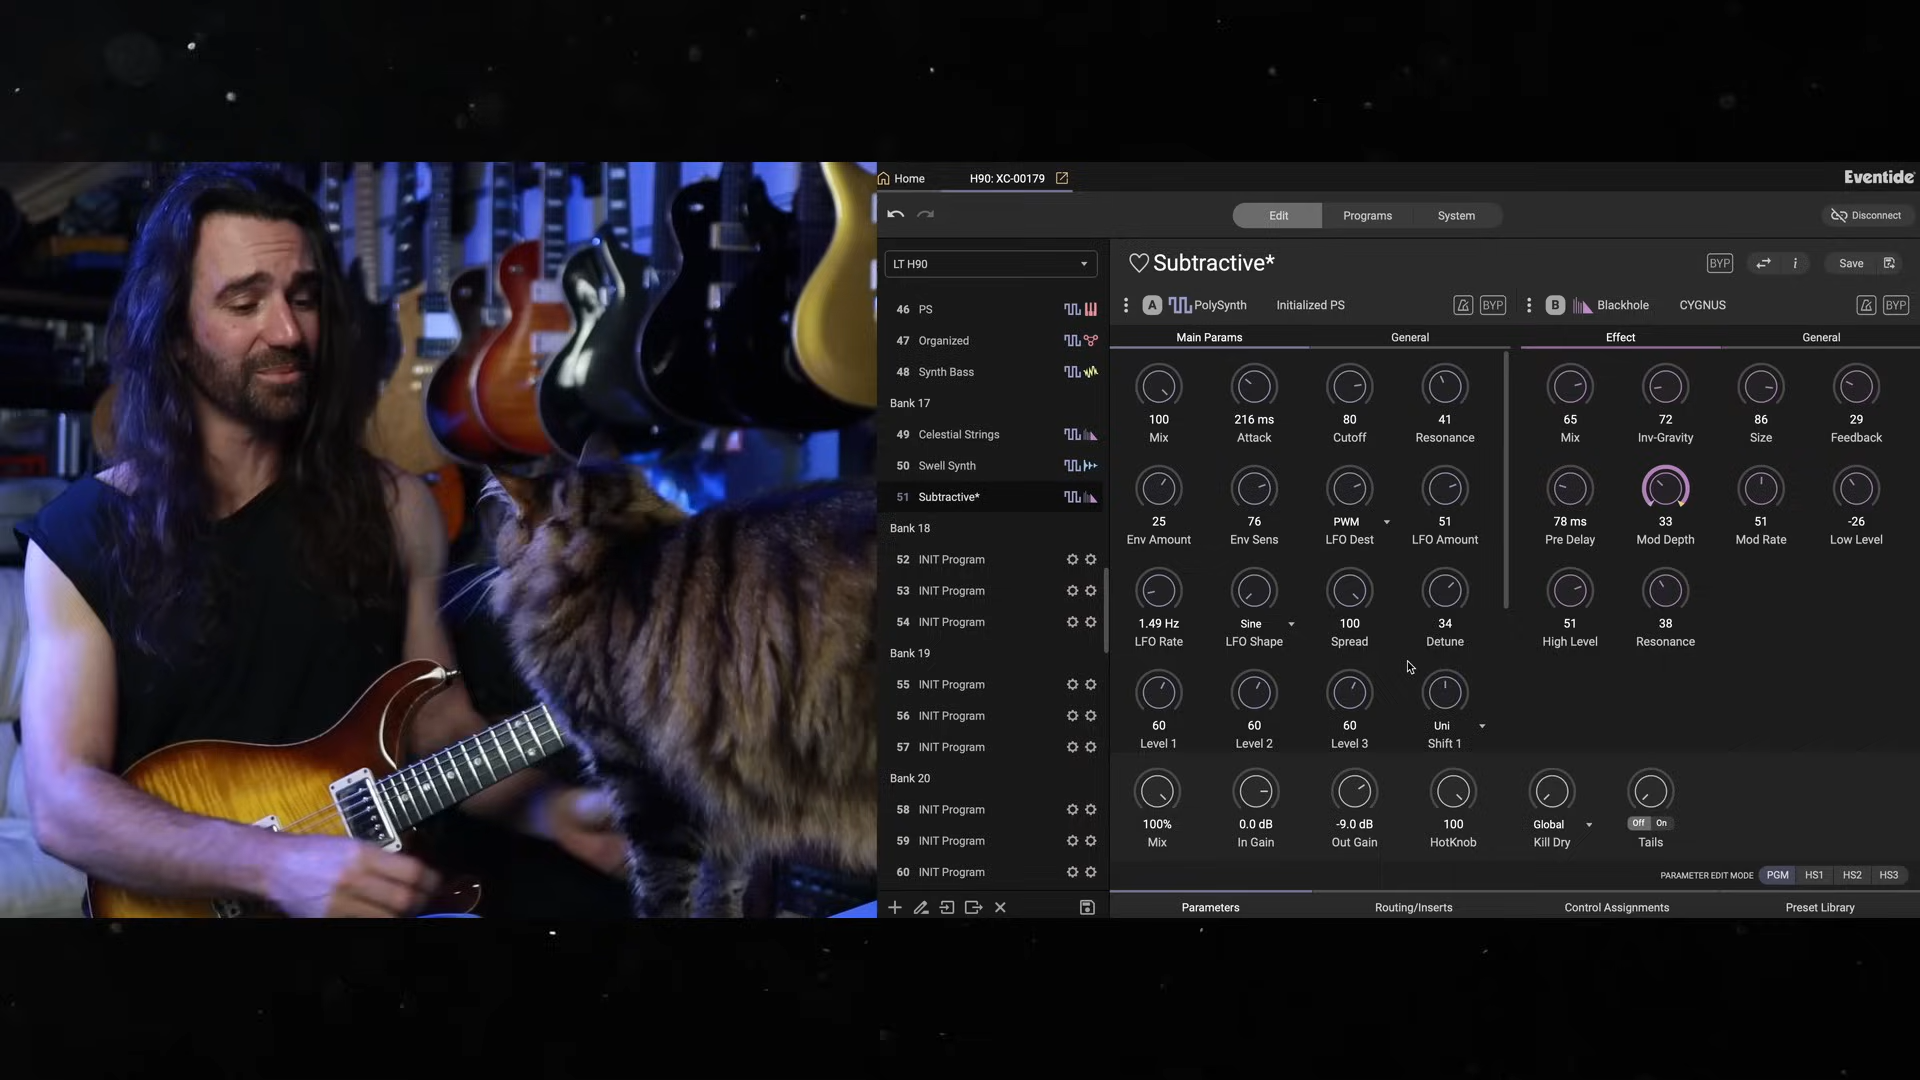 Home
H90: XC-00179
Eventide
Edit
Programs
System
Disconnect
LT H90
Subtractive*
BYP
i
Save
46 PS
47 Organized
48 Synth Bass
Bank 17
49 Celestial Strings
50 Swell Synth
51 Subtractive*
Bank 18
52 INIT Program
53 INIT Program
54 INIT Program
Bank 19
55 INIT Program
56 INIT Program
57 INIT Program
Bank 20
58 INIT Program
59 INIT Program
60 INIT Program
A PolySynth Initialized PS BYP
B Blackhole CYGNUS BYP
Main Params General
Effect General
100 216 ms 80 41
Mix Attack Cutoff Resonance
25 76 PWM 51
Env Amount Env Sens LFO Dest LFO Amount
1.49 Hz Sine 100 34
LFO Rate LFO Shape Spread Detune
60 60 60 Uni
Level 1 Level 2 Level 3 Shift 1
65 72 86 29
Mix Inv-Gravity Size Feedback
78 ms 33 51 -26
Pre Delay Mod Depth Mod Rate Low Level
51 38
High Level Resonance
100% 0.0 dB -9.0 dB 100 Global Off On
Mix In Gain Out Gain HotKnob Kill Dry Tails
PARAMETER EDIT MODE PGM HS1 HS2 HS3
Parameters Routing/Inserts Control Assignments Preset Library